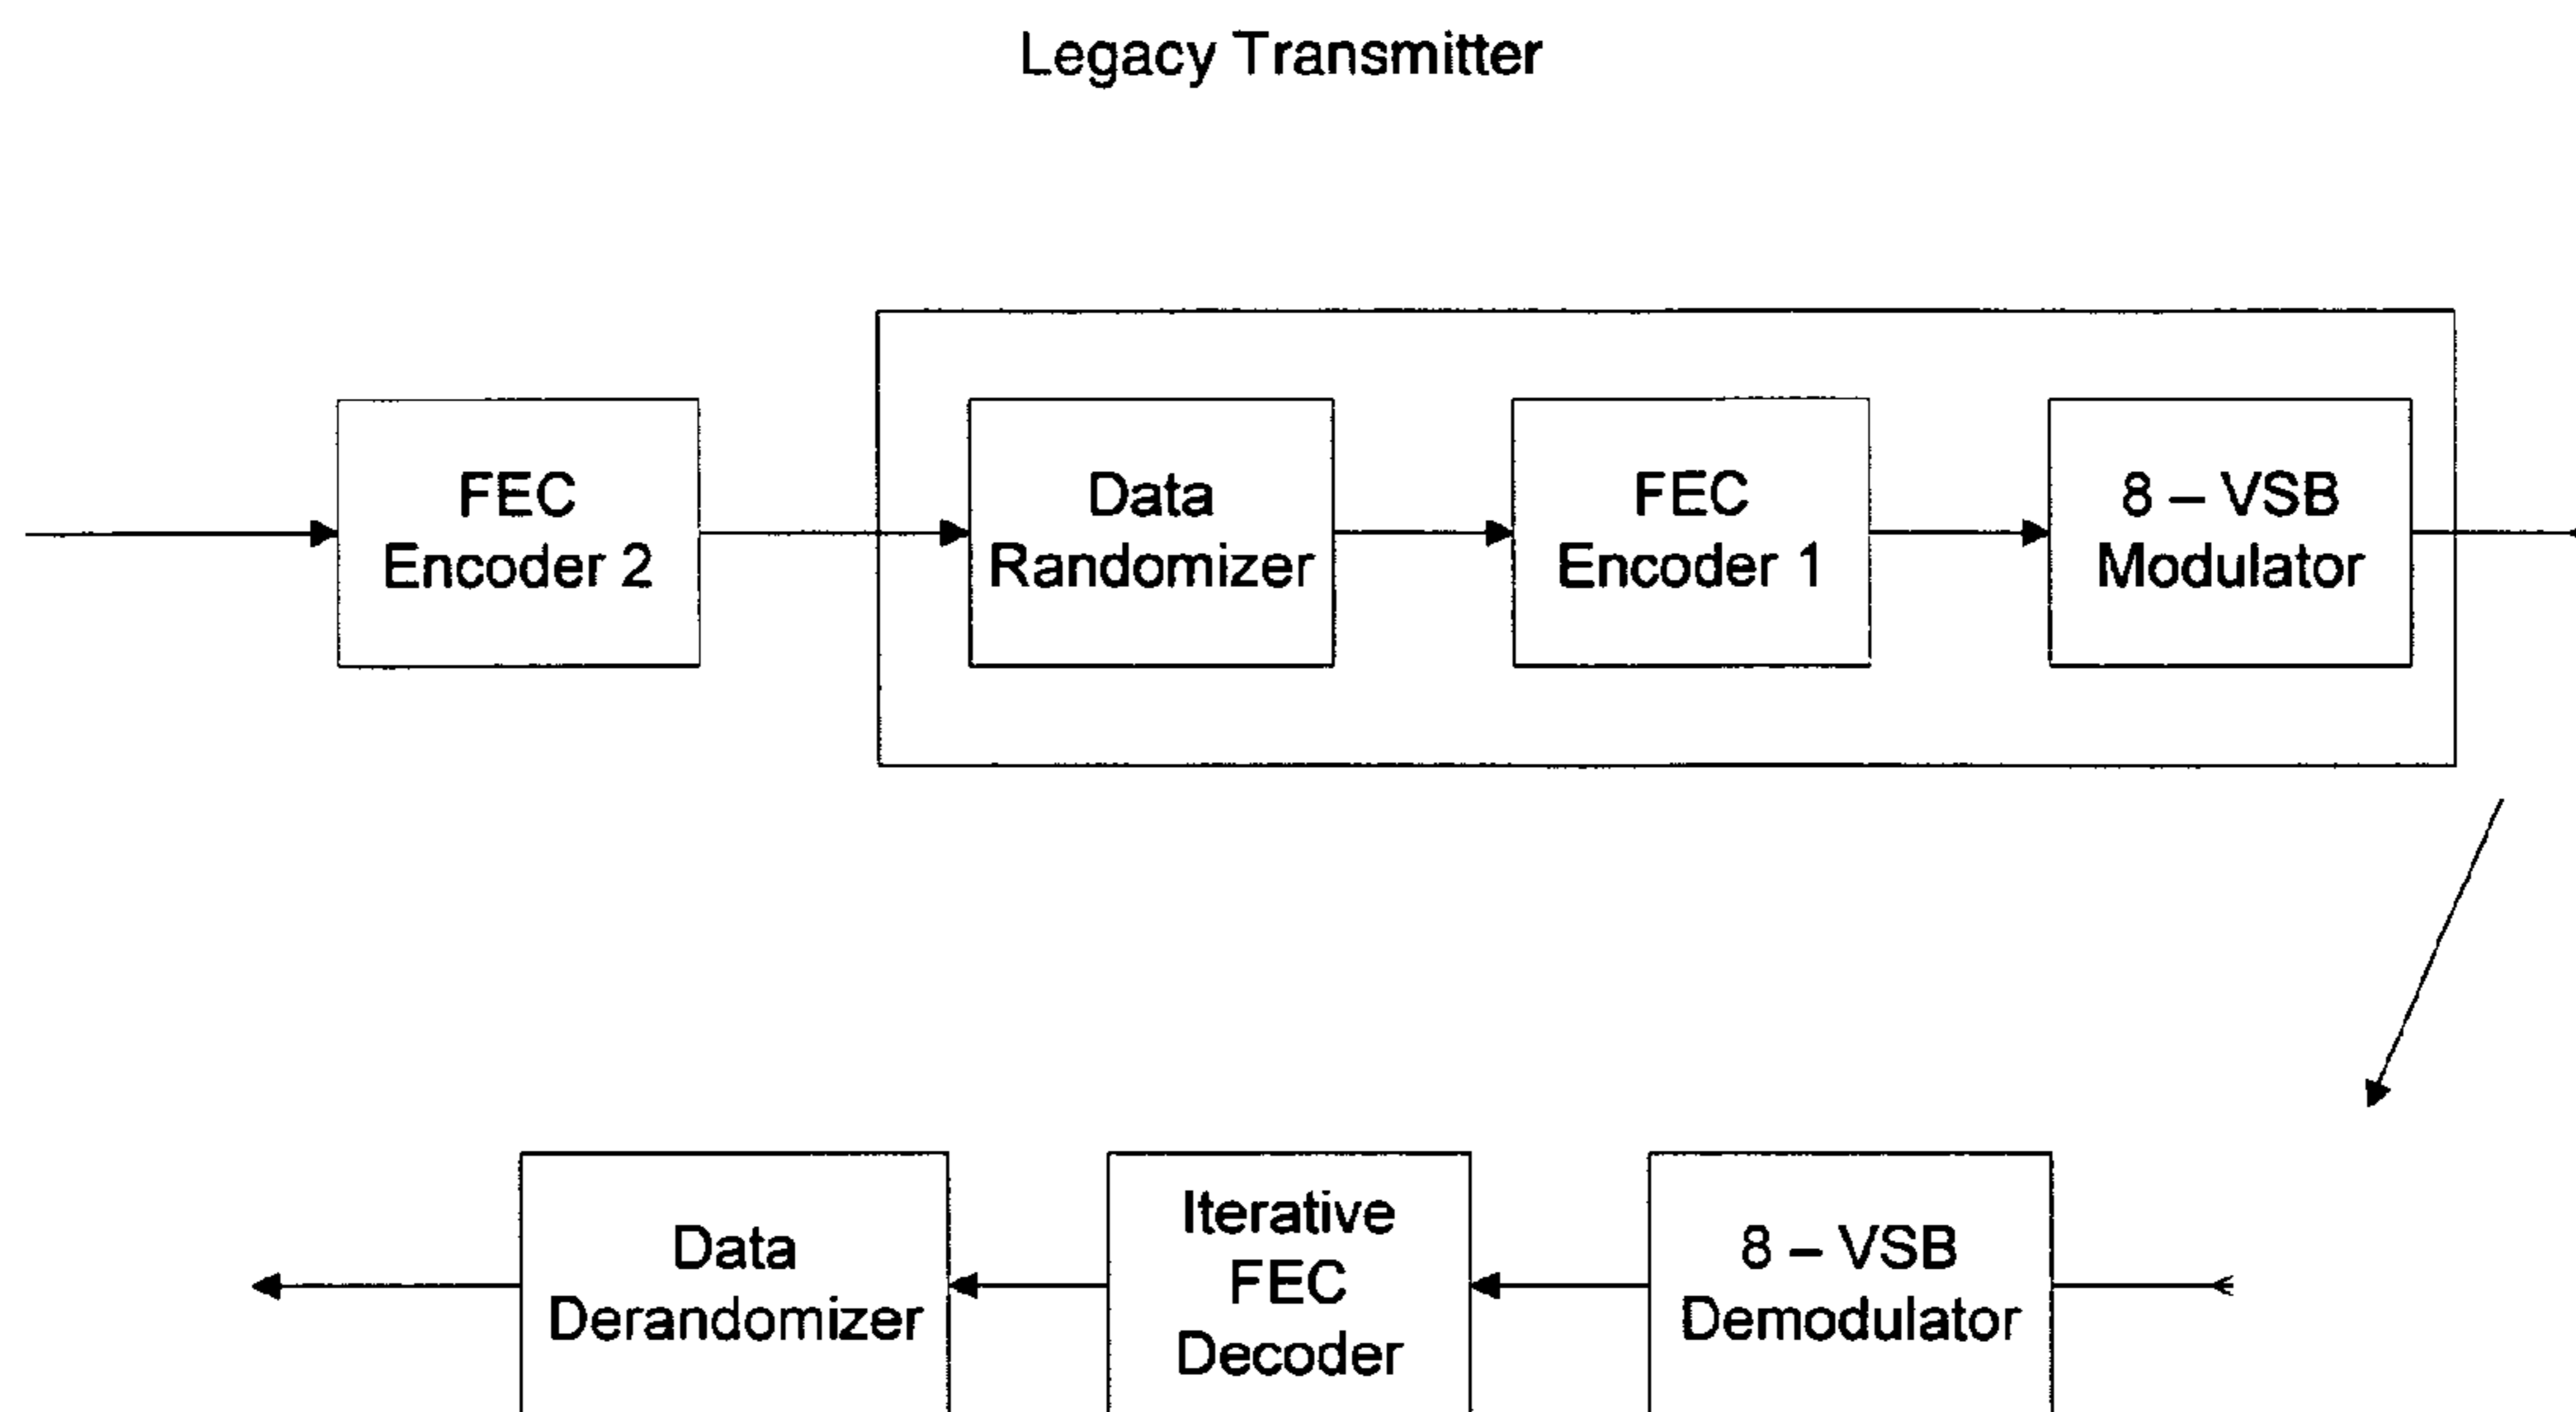 Legacy Transmitter
FEC
Encoder 2
Data
Randomizer
FEC
Encoder 1
8 – VSB
Modulator
Data
Derandomizer
Iterative
FEC
Decoder
8 – VSB
Demodulator